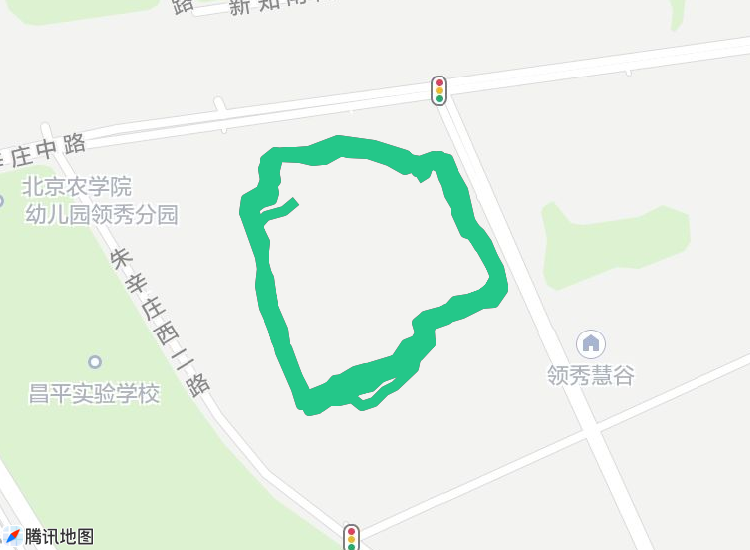 路
新知南
辛庄中路
北京农学院
幼儿园领秀分园
朱辛庄西二路
领秀慧谷
昌平实验学校
腾讯地图